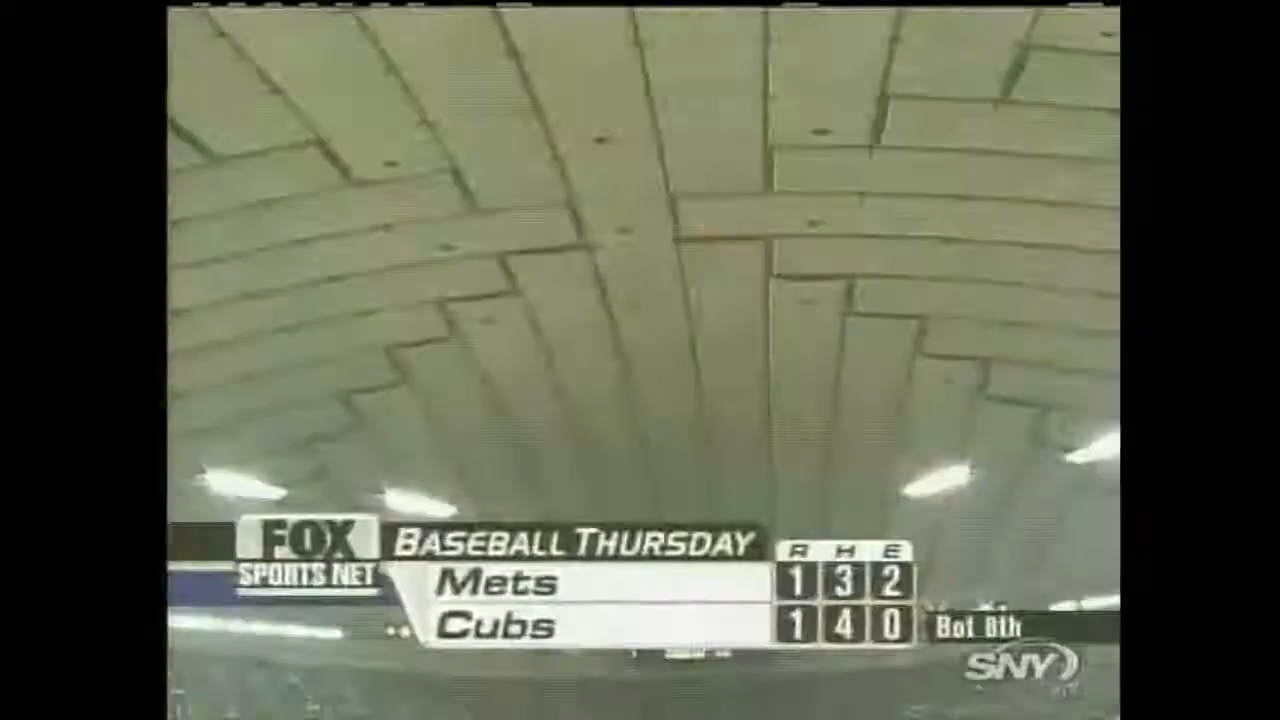 FOX
SPORTS NET
BASEBALL THURSDAY
R H E
Mets 1 3 2
Cubs 1 4 0
Bot 8th
SNY